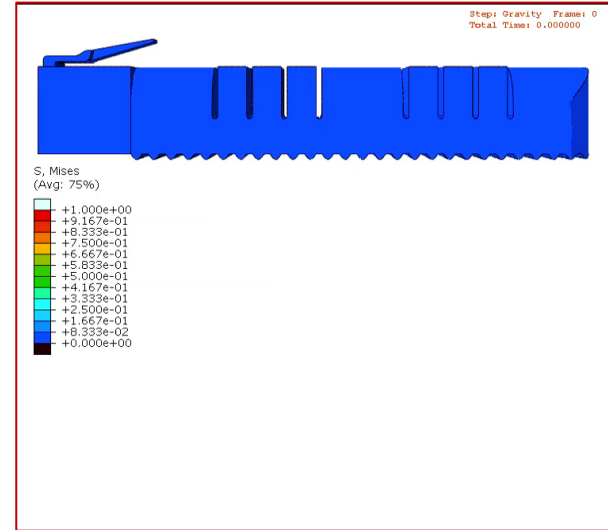 Step: Gravity Frame: 0
Total Time: 0.000000
S, Mises
(Avg: 75%)
+1.000e+00
+9.167e-01
+8.333e-01
+7.500e-01
+6.667e-01
+5.833e-01
+5.000e-01
+4.167e-01
+3.333e-01
+2.500e-01
+1.667e-01
+8.333e-02
+0.000e+00